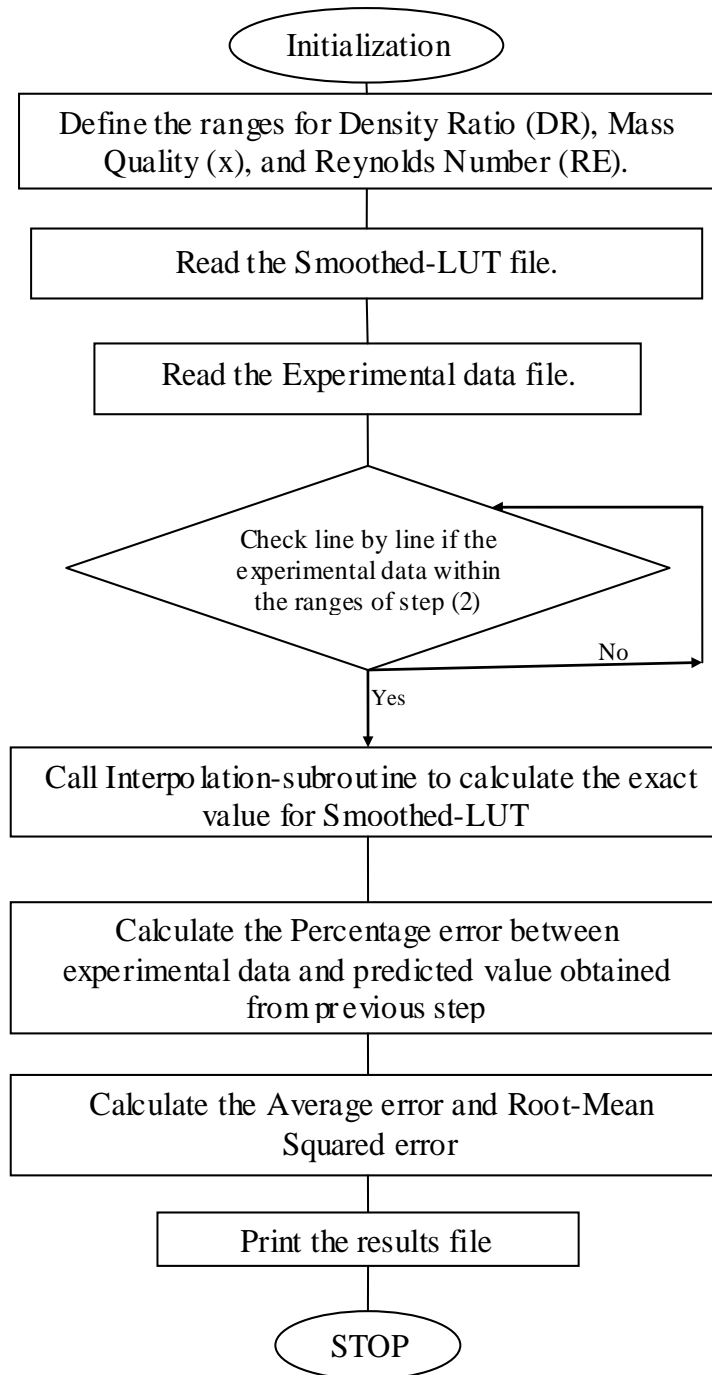 Initialization
Define the ranges for Density Ratio (DR), Mass
Quality (x), and Reynolds Number (RE).
Read the Smoothed-LUT file.
Read the Experimental data file.
Check line by line if the
experimental data within
the ranges of step (2)
No
Yes
Call Interpolation-subroutine to calculate the exact
value for Smoothed-LUT
Calculate the Percentage error between
experimental data and predicted value obtained
from previous step
Calculate the Average error and Root-Mean
Squared error
Print the results file
STOP